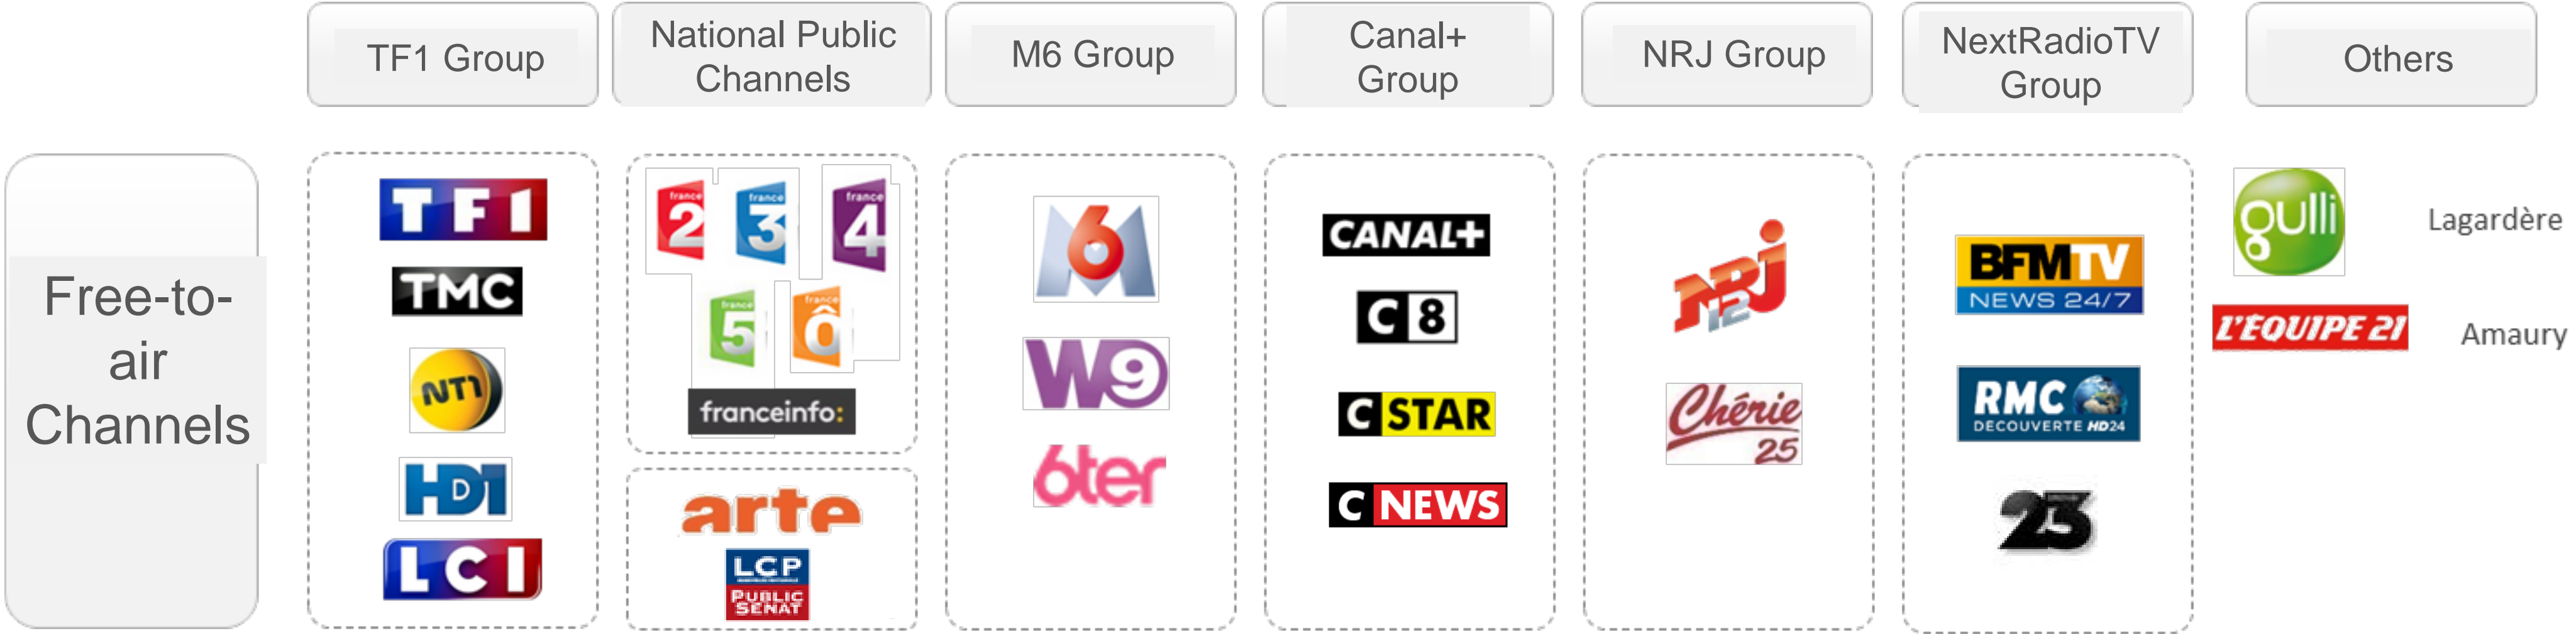 TF1 Group
National Public
Channels
M6 Group
Canal+
Group
NRJ Group
NextRadioTV
Group
Others
Free-to-
air
Channels
TF1
TMC
NT1
HD1
LCI
france
2
france
3
france
4
france
5
france
ô
franceinfo:
arte
LCP
PUBLIC
SENAT
M6
W9
6ter
CANAL+
C8
CSTAR
CNEWS
NRJ
12
Chérie
25
BFMTV
NEWS 24/7
RMC
DECOUVERTE HD24
23
gulli
Lagardère
L'ÉQUIPE 21
Amaury